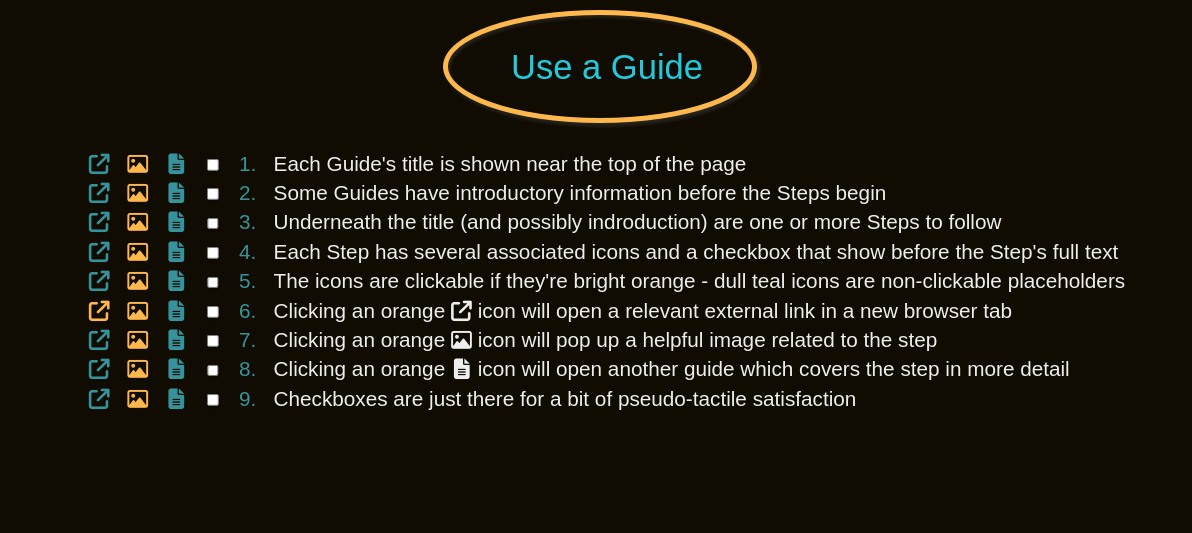 Use a Guide
1. Each Guide's title is shown near the top of the page
2. Some Guides have introductory information before the Steps begin
3. Underneath the title (and possibly indroduction) are one or more Steps to follow
4. Each Step has several associated icons and a checkbox that show before the Step's full text
5. The icons are clickable if they're bright orange - dull teal icons are non-clickable placeholders
6. Clicking an orange icon will open a relevant external link in a new browser tab
7. Clicking an orange icon will pop up a helpful image related to the step
8. Clicking an orange icon will open another guide which covers the step in more detail
9. Checkboxes are just there for a bit of pseudo-tactile satisfaction